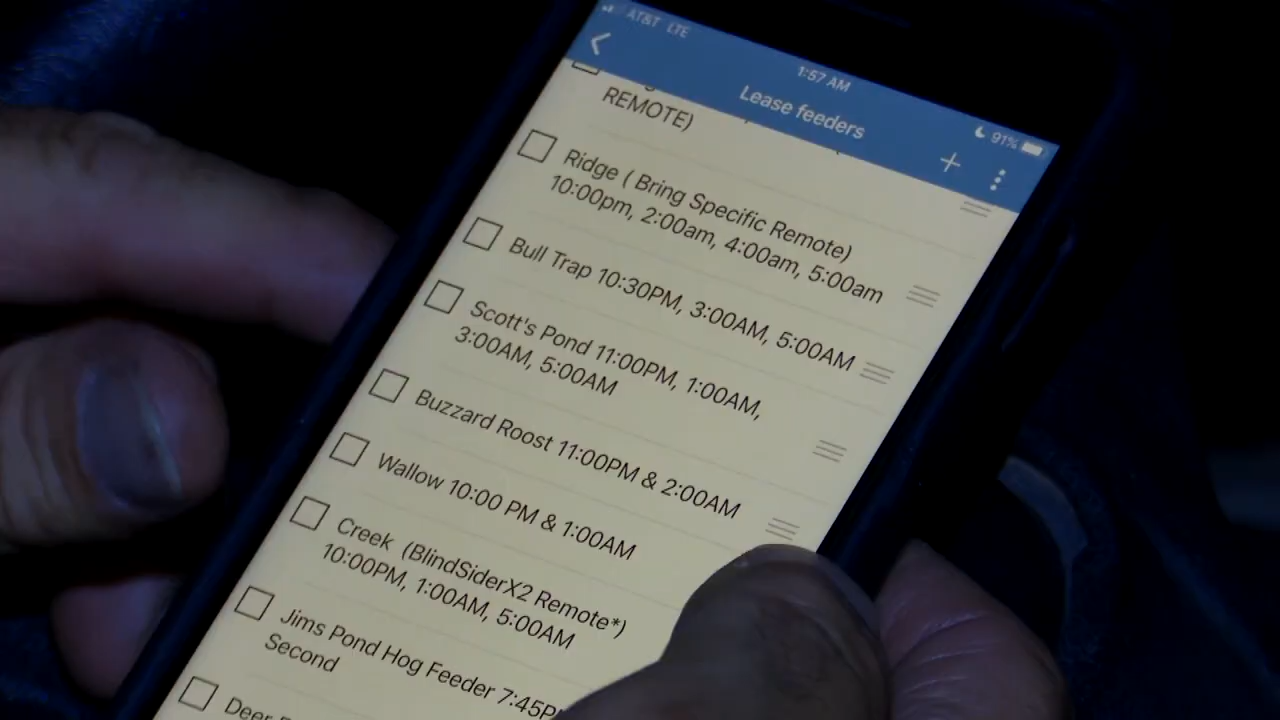 AT&T LTE
1:57 AM
91%
Lease feeders
REMOTE)
Ridge ( Bring Specific Remote)
10:00pm, 2:00am, 4:00am, 5:00am
Bull Trap 10:30PM, 3:00AM, 5:00AM
Scott's Pond 11:00PM, 1:00AM,
3:00AM, 5:00AM
Buzzard Roost 11:00PM & 2:00AM
Wallow 10:00 PM & 1:00AM
Creek (BlindSiderX2 Remote*)
10:00PM, 1:00AM, 5:00AM
Jims Pond Hog Feeder 7:45P
Second
Deer